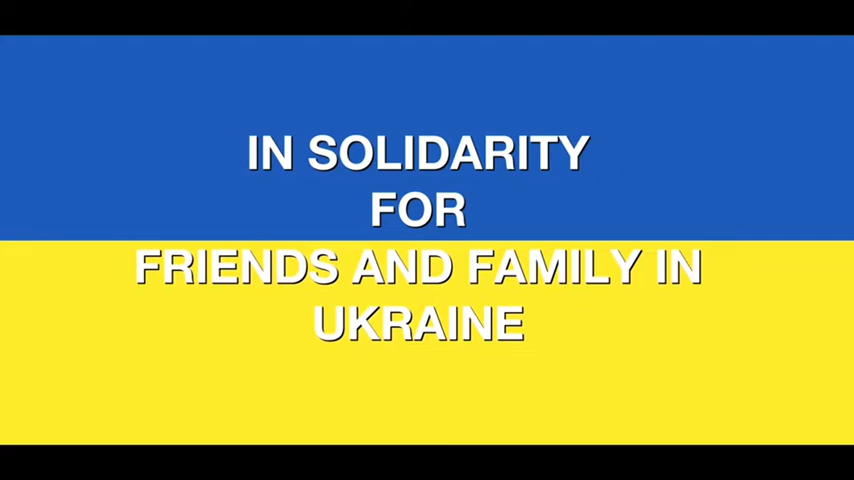 IN SOLIDARITY
FOR
FRIENDS AND FAMILY IN
UKRAINE